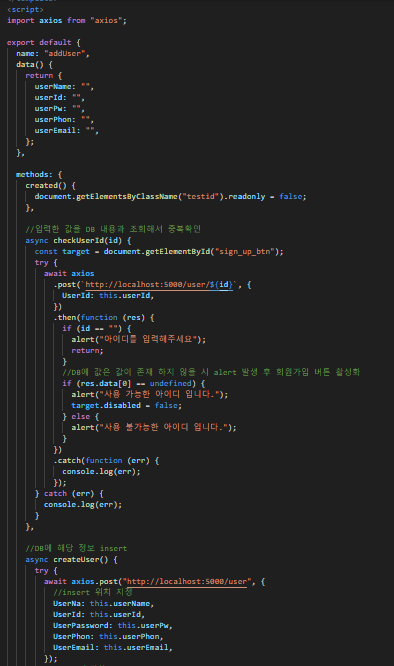 <script>
import axios from "axios";
export default {
name: "addUser",
data() {
return {
userName: "",
userId: "",
userPw: "",
userPhon: "",
userEmail: "",
};
},
methods: {
created() {
document.getElementsByClassName("testid").readonly = false;
},
//입력한 값을 DB 내용과 조회해서 중복확인
async checkUserId(id) {
const target = document.getElementById("sign_up_btn");
try {
await axios
.post(`http://localhost:5000/user/${id}`, {
UserId: this.userId,
})
.then(function (res) {
if (id == "") {
alert("아이디를 입력해주세요");
return;
}
//DB에 같은 값이 존재 하지 않을 시 alert 발생 후 회원가입 버튼 활성화
if (res.data[0] == undefined) {
alert("사용 가능한 아이디 입니다.");
target.disabled = false;
} else {
alert("사용 불가능한 아이디 입니다.");
}
})
.catch(function (err) {
console.log(err);
});
} catch (err) {
console.log(err);
}
},
//DB에 해당 정보 insert
async createUser() {
try {
await axios.post("http://localhost:5000/user", {
//insert 위치 지정
UserNa: this.userName,
UserId: this.userId,
UserPassword: this.userPw,
UserPhon: this.userPhon,
UserEmail: this.userEmail,
});